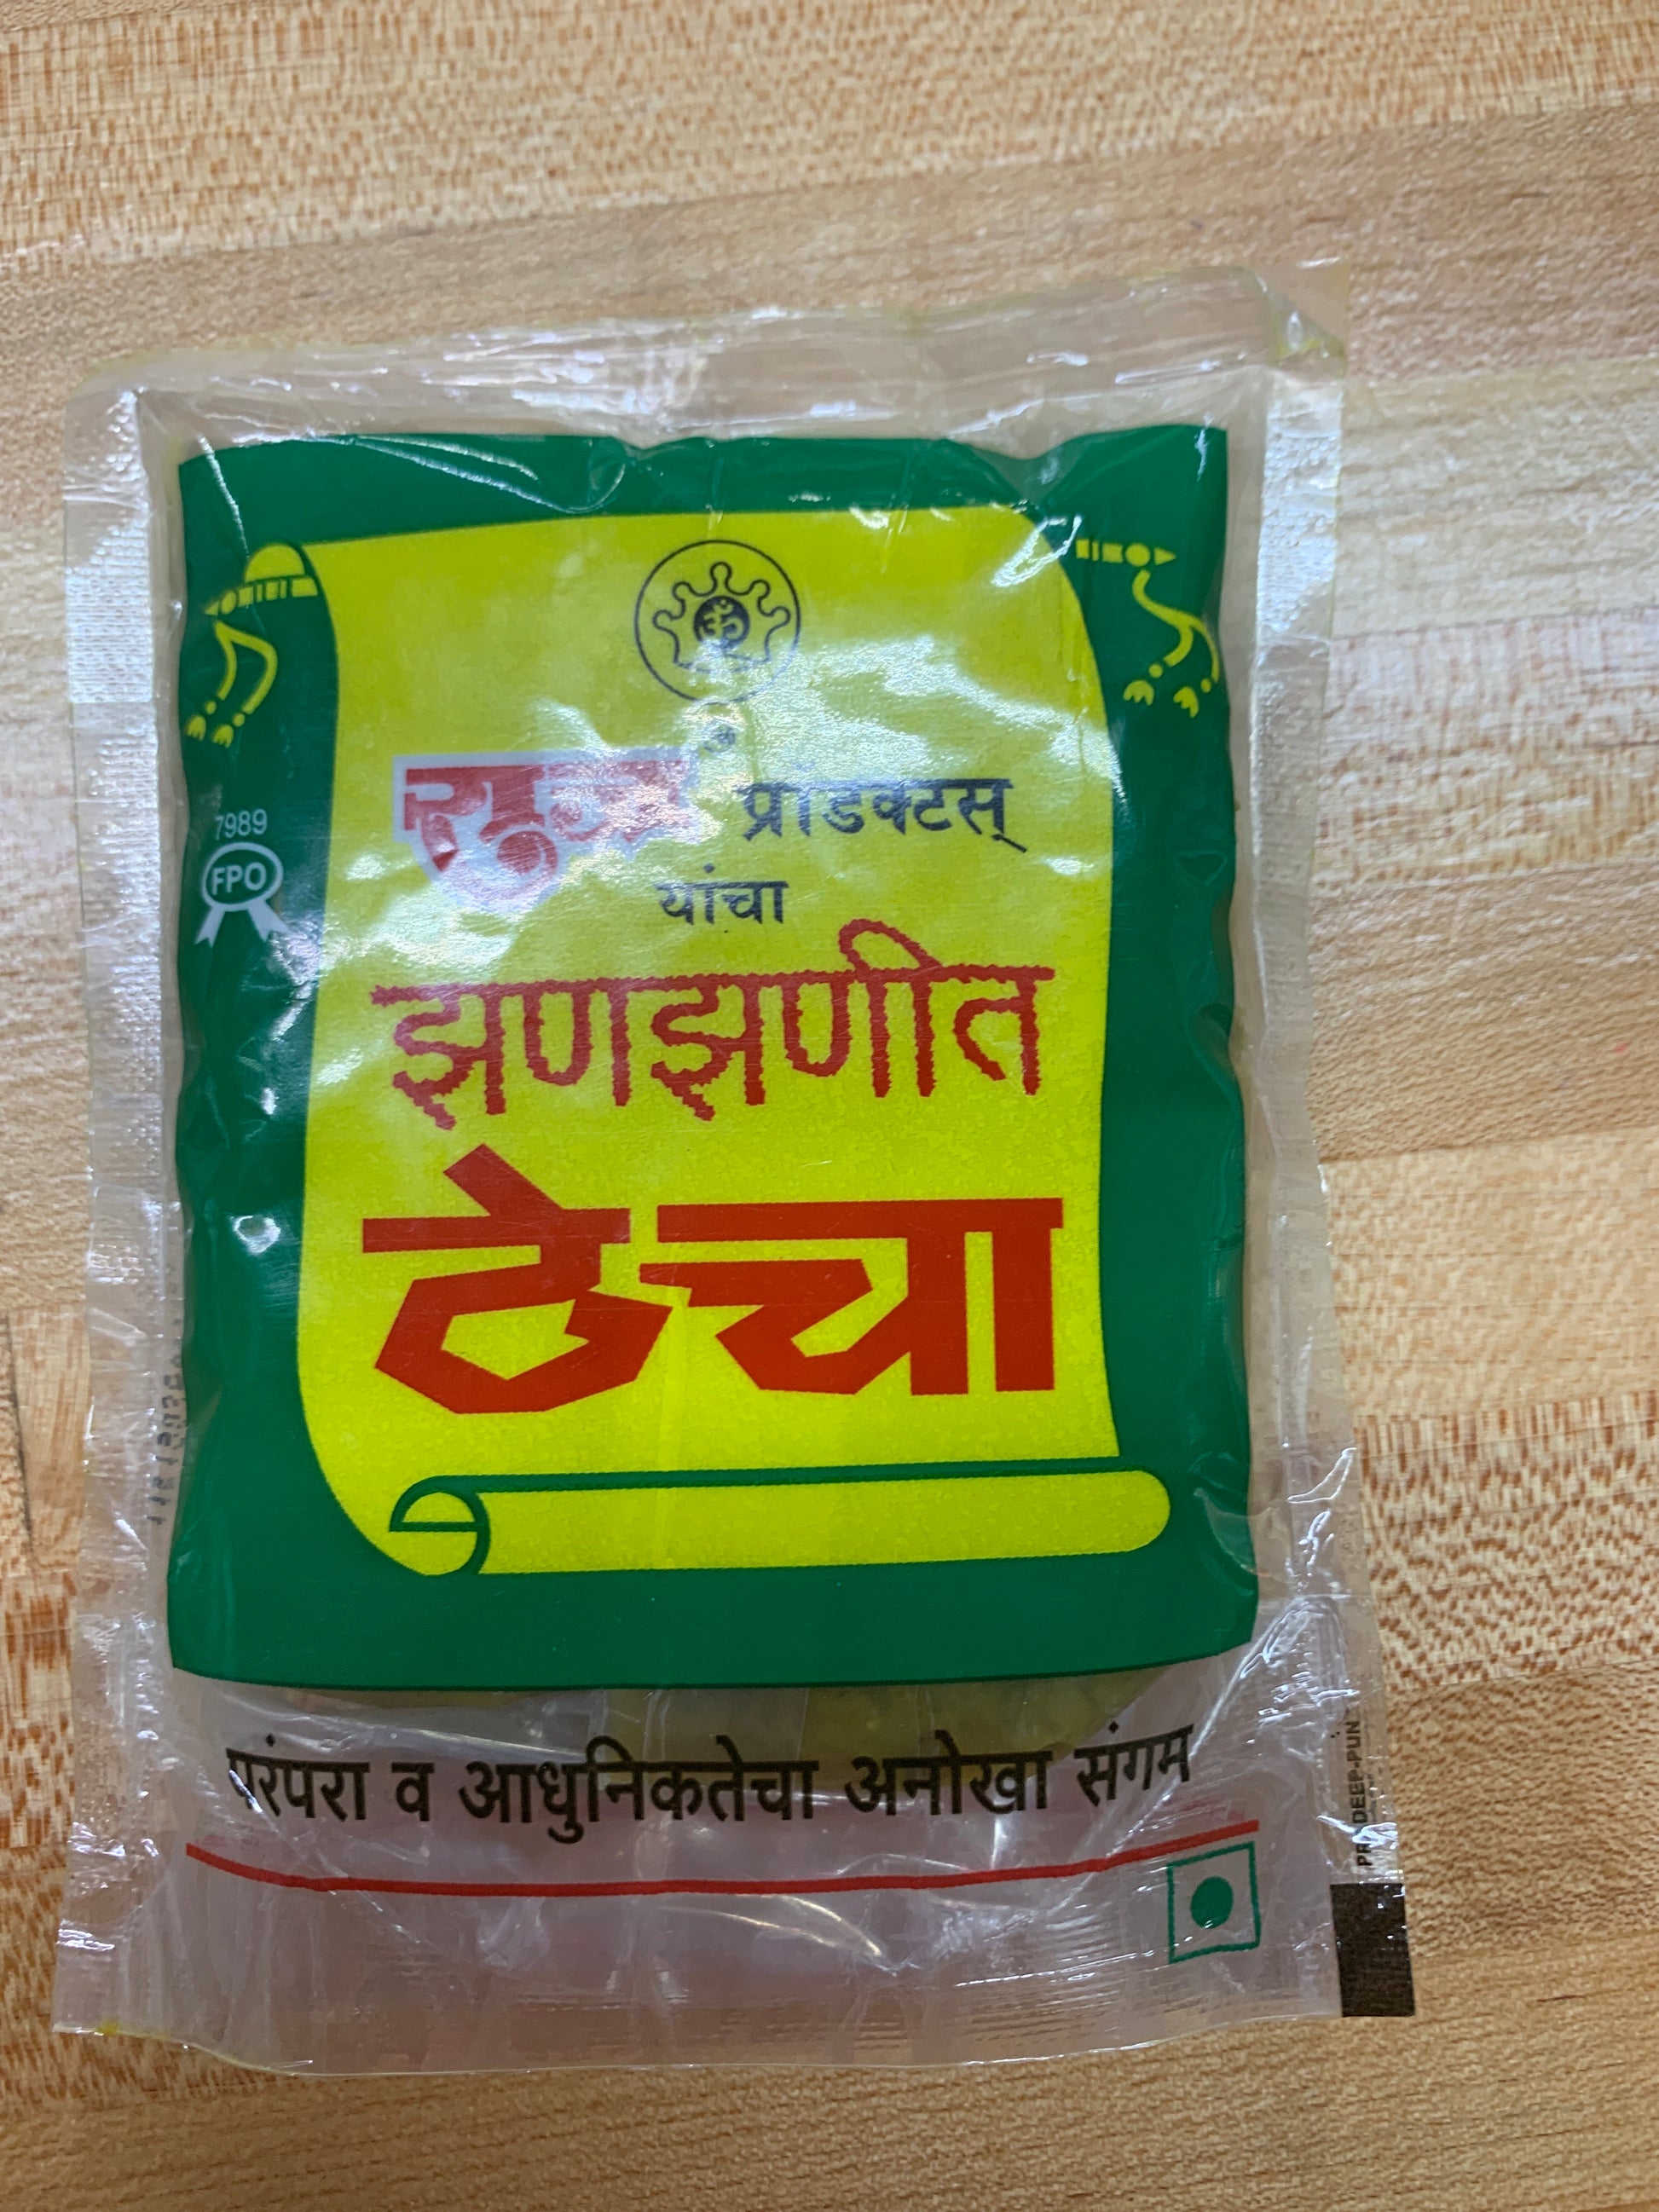 ॐ
प्रॉडक्टस्
7989
FPO
यांचा
झणझणीत
ठेचा
परंपरा व आधुनिकतेचा अनोखा संगम